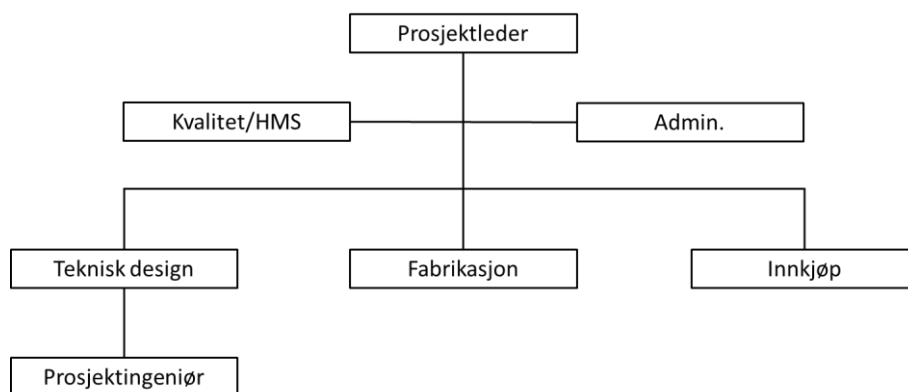 Prosjektleder
Kvalitet/HMS
Admin.
Teknisk design
Fabrikasjon
Innkjøp
Prosjektingeniør